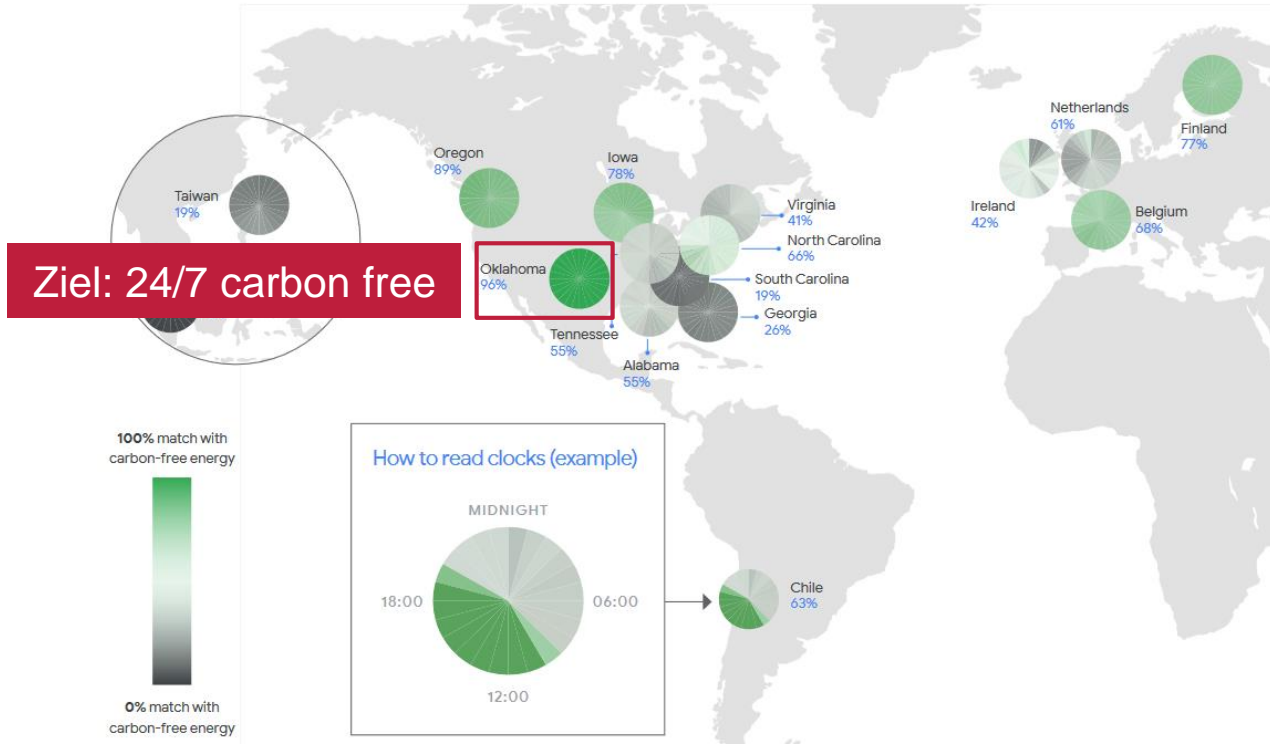 Netherlands
61%
Finland
77%
Oregon
89%
Iowa
78%
Taiwan
19%
Virginia
41%
Ireland
42%
Belgium
68%
North Carolina
66%
Ziel: 24/7 carbon free
Oklahoma
96%
South Carolina
19%
Georgia
26%
Tennessee
55%
Alabama
55%
100% match with
carbon-free energy
0% match with
carbon-free energy
How to read clocks (example)
MIDNIGHT
18:00
06:00
12:00
Chile
63%